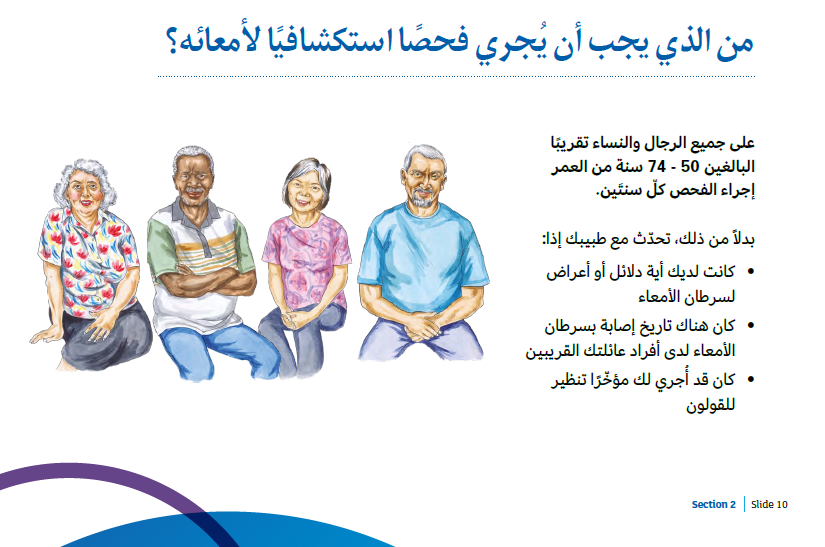 من الذي يجب أن يُجري فحصًا استكشافيًا لأمعائه؟
على جميع الرجال والنساء تقريبًا
البالغين 50 - 74 سنة من العمر
إجراء الفحص كلّ سنتَين.
بدلاً من ذلك، تحدّث مع طبيبك إذا:
• كانت لديك أية دلائل أو أعراض
لسرطان الأمعاء
• كان هناك تاريخ إصابة بسرطان
الأمعاء لدى أفراد عائلتك القريبين
• كان قد أُجري لك مؤخّرًا تنظير
للقولون
Section 2 | Slide 10